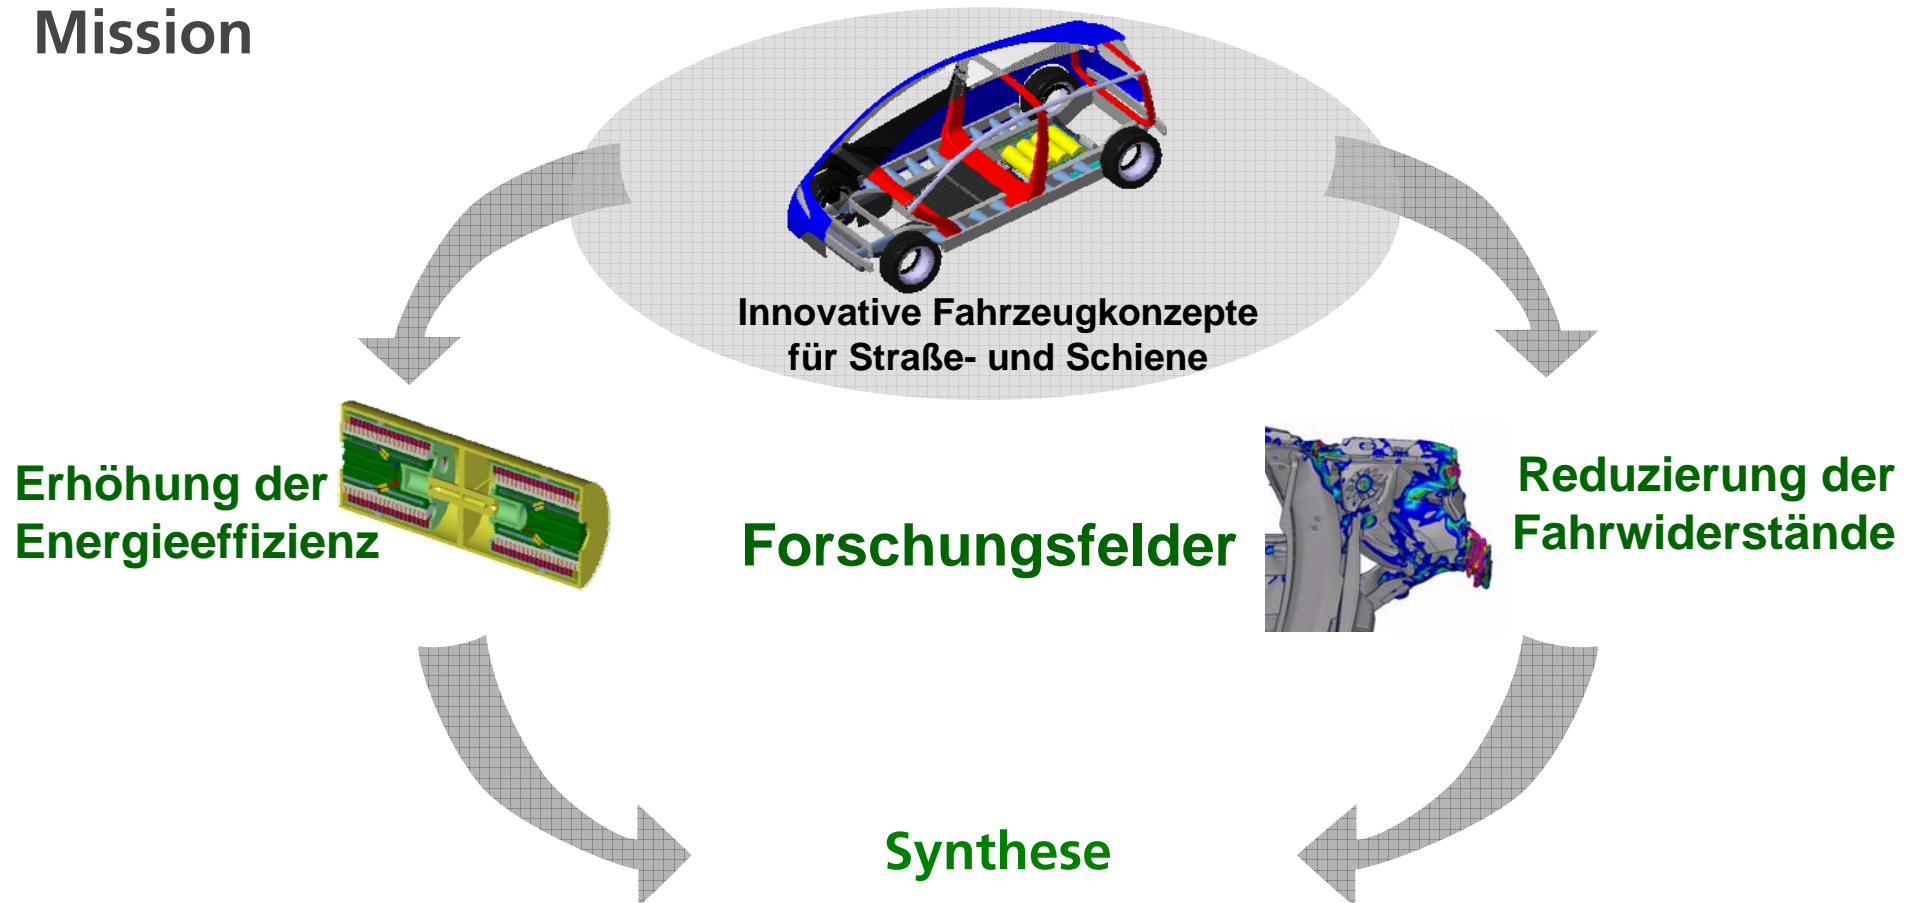 Mission
Innovative Fahrzeugkonzepte
für Straße- und Schiene
Erhöhung der
Energieeffizienz
Forschungsfelder
Reduzierung der
Fahrwiderstände
Synthese